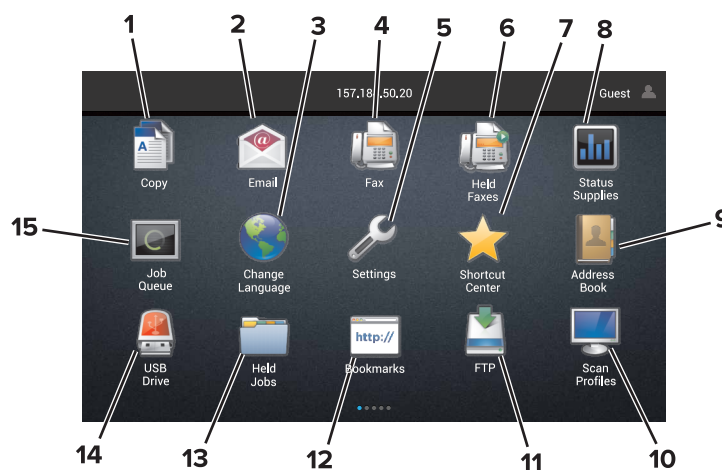 1 2 3 4 5 6 7 8
157.18 .50.20 Guest
A @
Copy Email Fax Held Faxes Status Supplies
15 9
Job Queue Change Language Settings Shortcut Center Address Book
http://
USB Drive Held Jobs Bookmarks FTP Scan Profiles
14 13 12 11 10